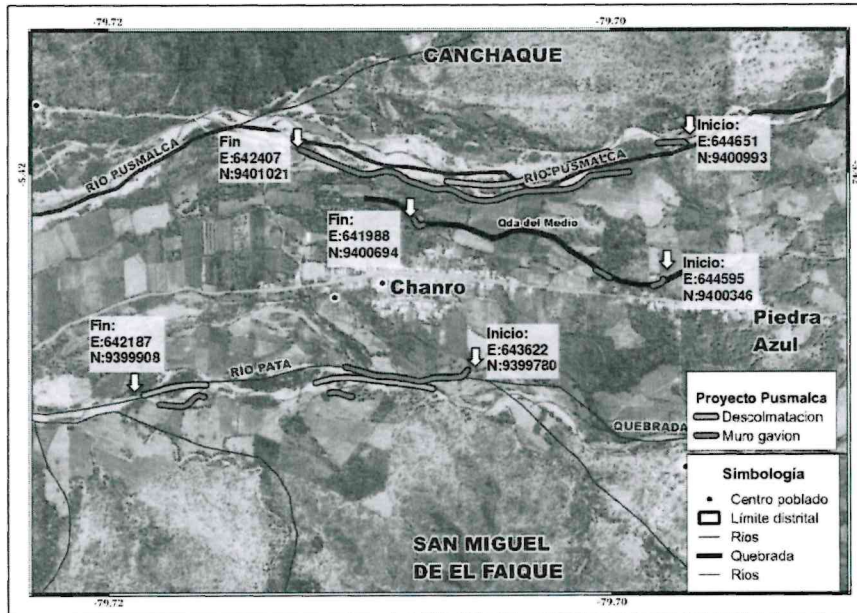 -79.72
-79.70
CANCHAQUE
Inicio:
E:644651
N:9400993
Fin
E:642407
N:9401021
RÍO PUSMALCA
RÍO PUSMALCA
-5.42
Fin:
E:641988
N:9400694
Qda del Medio
Inicio:
E:644595
N:9400346
Chanro
Piedra
Azul
Fin:
E:642187
N:9399908
Inicio:
E:643622
N:9399780
RÍO PATA
QUEBRADA
Proyecto Pusmalca
Descolmatacion
Muro gavion
Simbología
Centro poblado
Límite distrital
Rios
Quebrada
Rios
SAN MIGUEL
DE EL FAIQUE
-79.72
-79.70